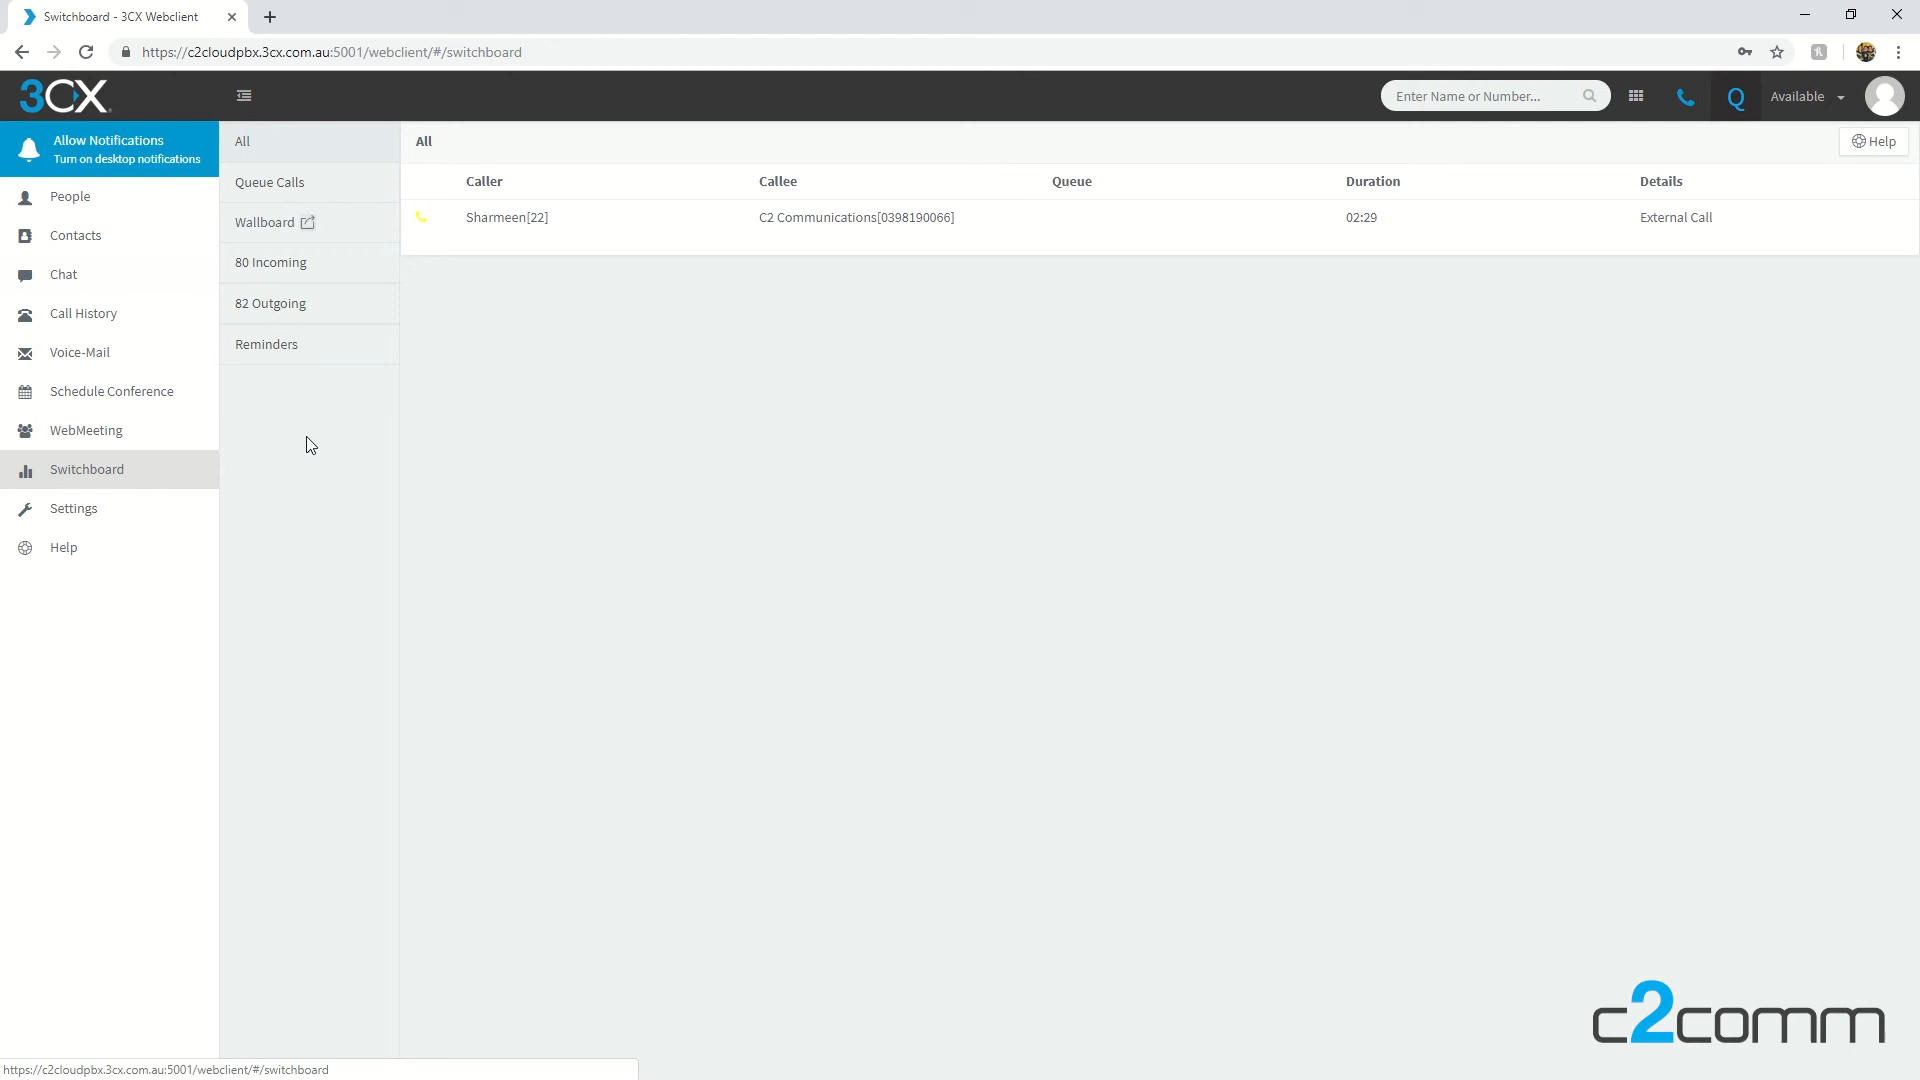 Switchboard - 3CX Webclient
https://c2cloudpbx.3cx.com.au:5001/webclient/#/switchboard
3CX
Enter Name or Number...
Q
Available
Allow Notifications
Turn on desktop notifications
People
Contacts
Chat
Call History
Voice-Mail
Schedule Conference
WebMeeting
Switchboard
Settings
Help
All
Queue Calls
Wallboard
80 Incoming
82 Outgoing
Reminders
All
Help
Caller Callee Queue Duration Details
Sharmeen[22] C2 Communications[0398190066] 02:29 External Call
c2comm
https://c2cloudpbx.3cx.com.au:5001/webclient/#/switchboard